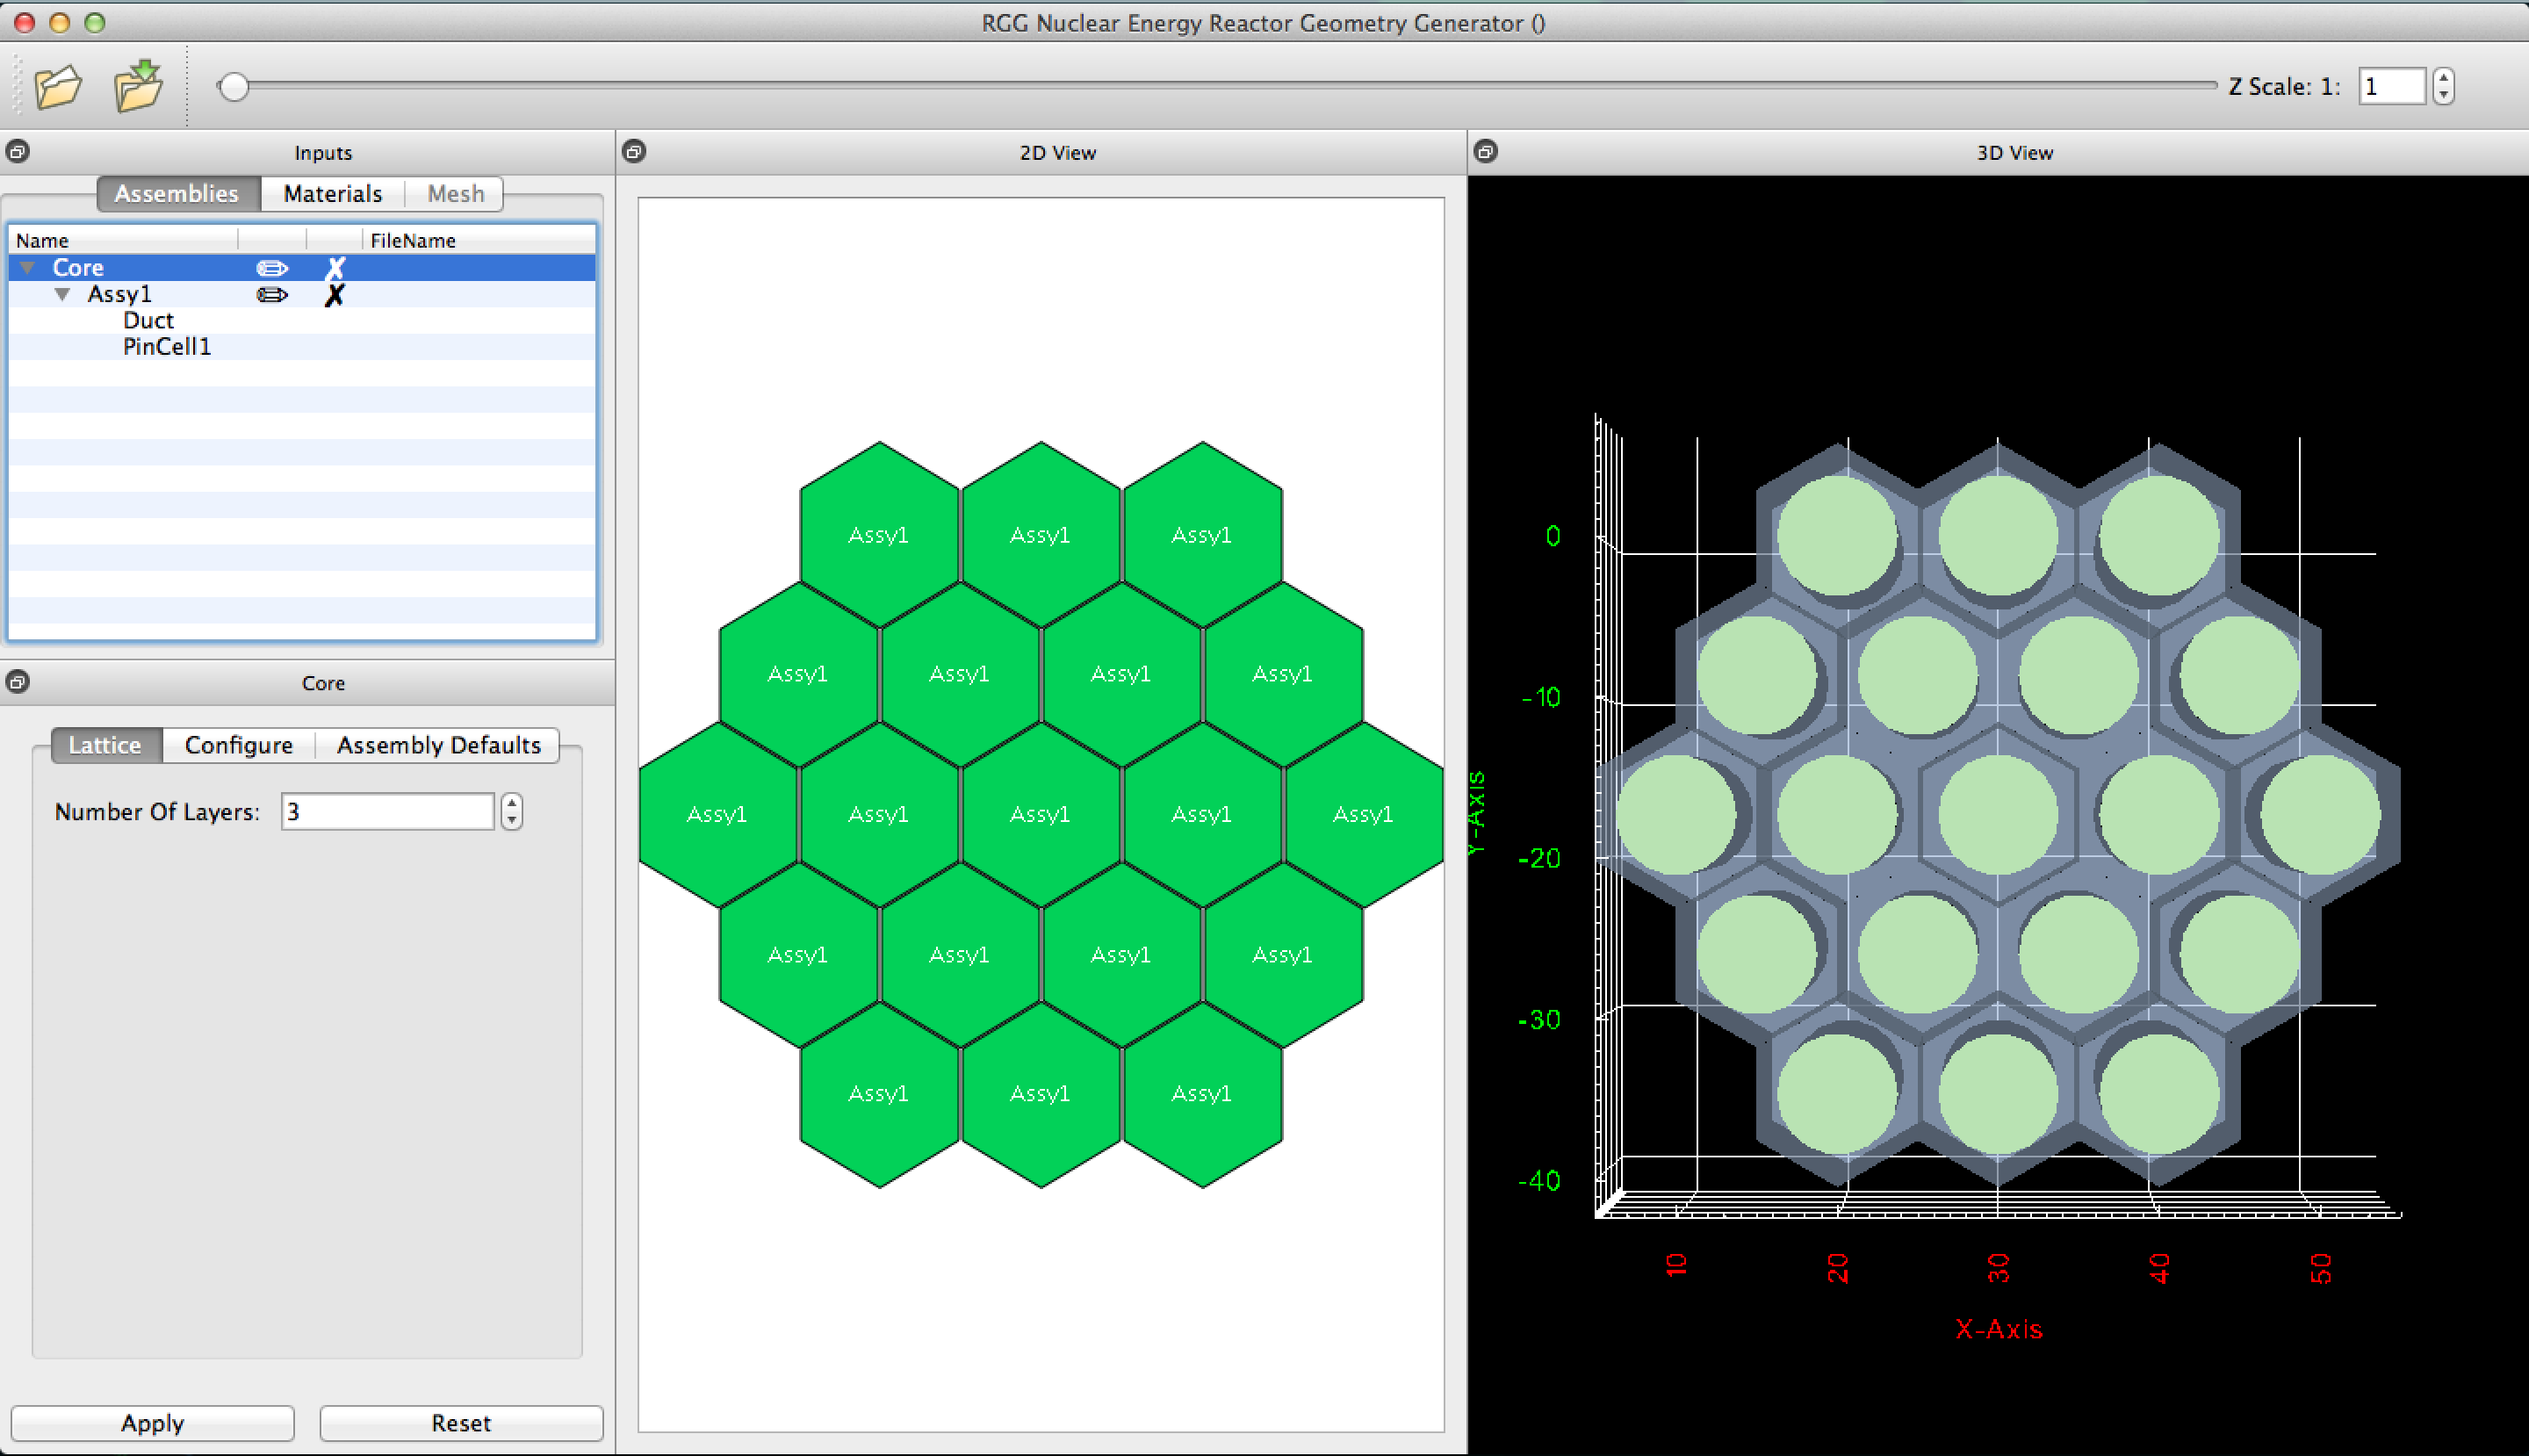 RGG Nuclear Energy Reactor Geometry Generator ()
Z Scale: 1: 1
Inputs
Assemblies Materials Mesh
Name FileName
Core
Assy1
Duct
PinCell1
Core
Lattice Configure Assembly Defaults
Number Of Layers: 3
Apply Reset
2D View
Assy1 Assy1 Assy1
Assy1 Assy1 Assy1 Assy1
Assy1 Assy1 Assy1 Assy1 Assy1
Assy1 Assy1 Assy1 Assy1
Assy1 Assy1 Assy1
3D View
0
-10
Y-Axis
-20
-30
-40
10 20 30 40 50
X-Axis